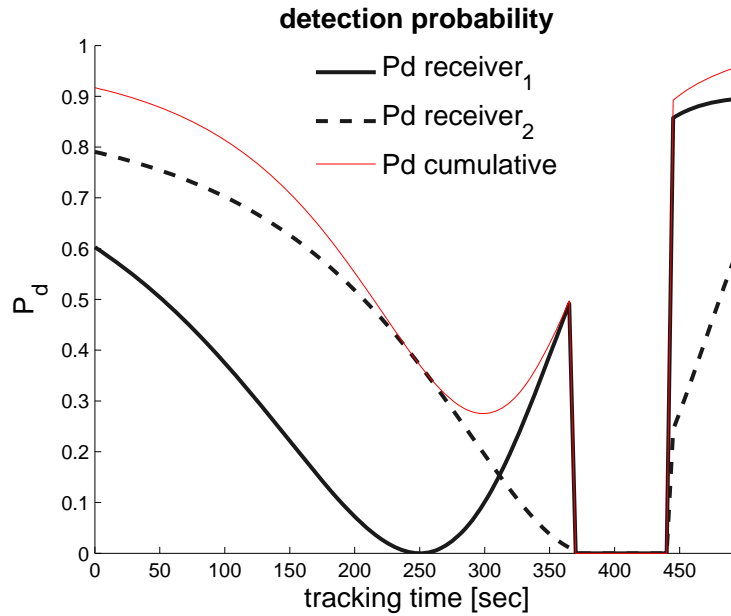 detection probability
Pd receiver₁
Pd receiver₂
Pd cumulative
1
0.9
0.8
0.7
0.6
0.5
0.4
0.3
0.2
0.1
0
P_d
0 50 100 150 200 250 300 350 400 450
tracking time [sec]